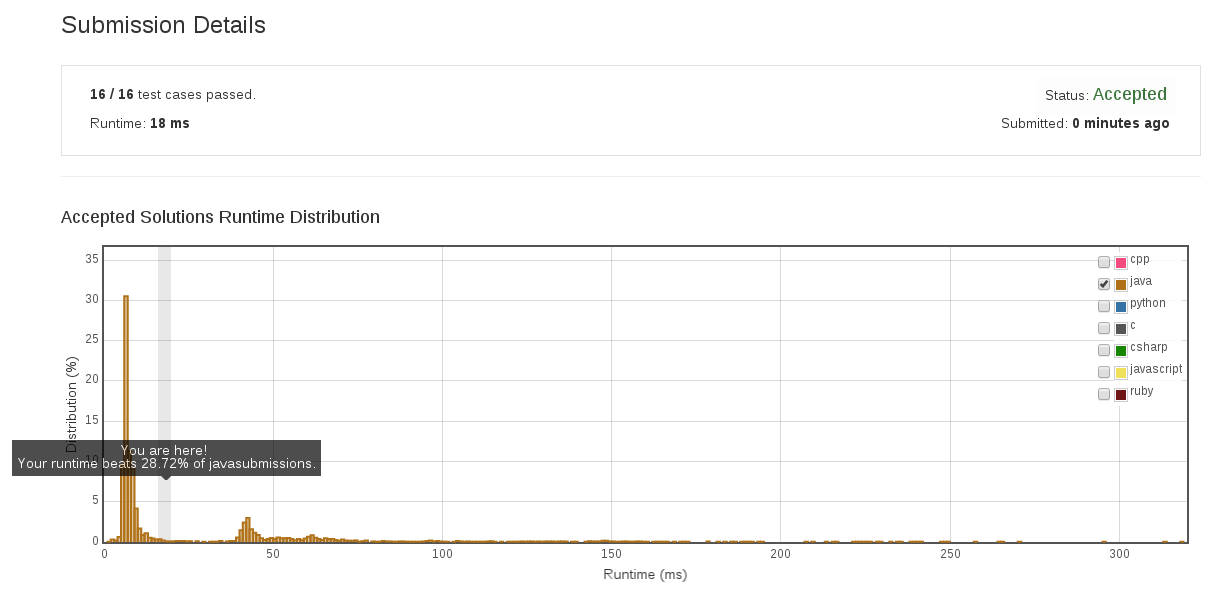 Submission Details
16 / 16 test cases passed.
Status: Accepted
Runtime: 18 ms
Submitted: 0 minutes ago
Accepted Solutions Runtime Distribution
Distribution (%)
35
30
25
20
15
10
5
0
You are here!
Your runtime beats 28.72% of javasubmissions.
cpp
java
python
c
csharp
javascript
ruby
0 50 100 150 200 250 300
Runtime (ms)